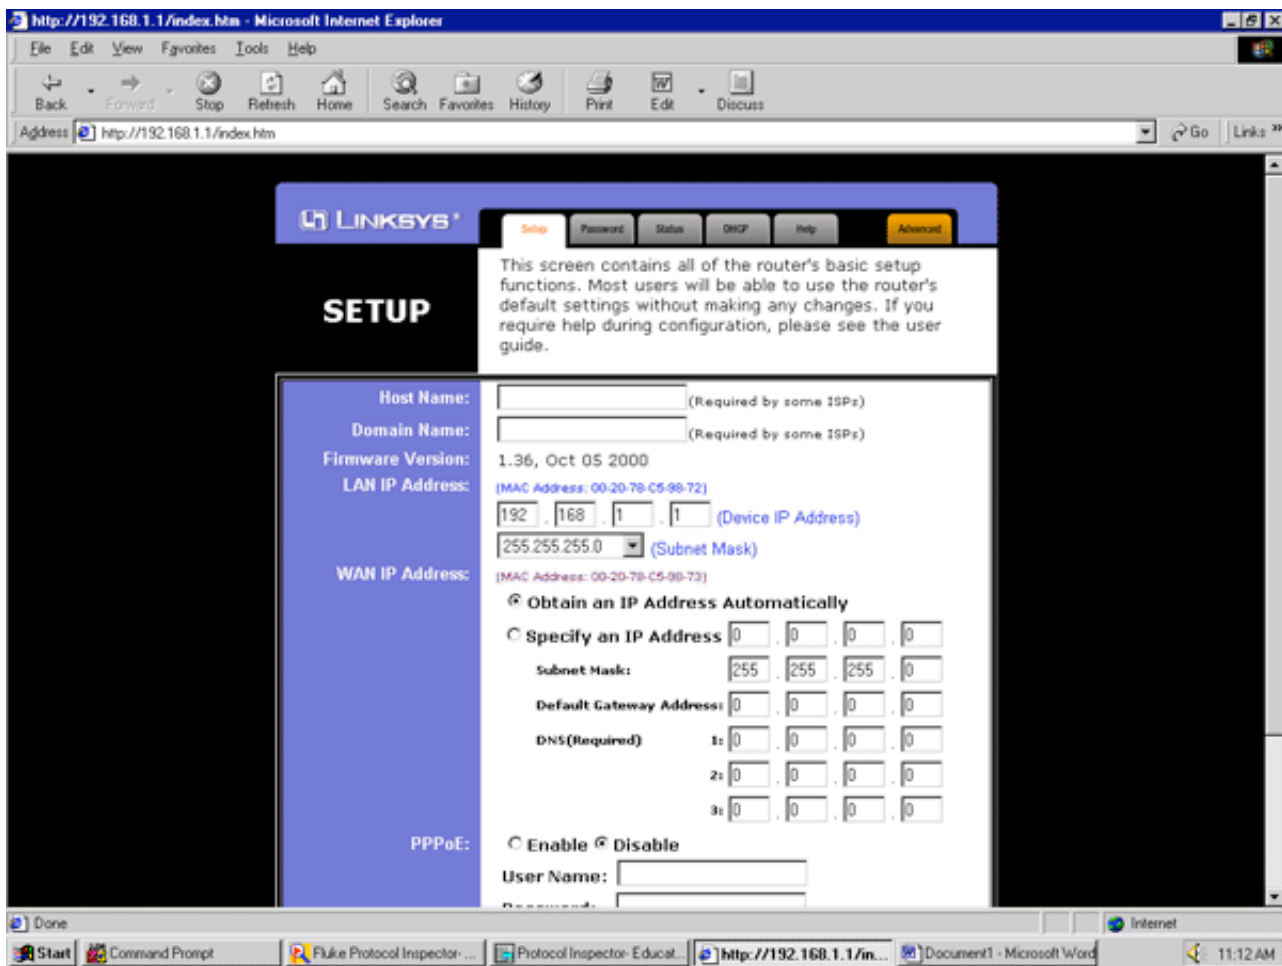 http://192.168.1.1/index.htm - Microsoft Internet Explorer
File Edit View Favorites Tools Help
Back Forward Stop Refresh Home Search Favorites History Print Edit Discuss
Address http://192.168.1.1/index.htm Go Links »
LINKSYS®
Setup Password Status DHCP Help Advanced
SETUP
This screen contains all of the router's basic setup
functions. Most users will be able to use the router's
default settings without making any changes. If you
require help during configuration, please see the user
guide.
Host Name: (Required by some ISPs)
Domain Name: (Required by some ISPs)
Firmware Version: 1.36, Oct 05 2000
LAN IP Address: (MAC Address: 00-20-78-C5-98-72)
192 . 168 . 1 . 1 (Device IP Address)
255.255.255.0 (Subnet Mask)
WAN IP Address: (MAC Address: 00-20-78-C5-98-73)
Obtain an IP Address Automatically
Specify an IP Address 0 . 0 . 0 . 0
Subnet Mask: 255 . 255 . 255 . 0
Default Gateway Address: 0 . 0 . 0 . 0
DNS(Required) 1: 0 . 0 . 0 . 0
2: 0 . 0 . 0 . 0
3: 0 . 0 . 0 . 0
PPPoE: Enable Disable
User Name:
Done Internet
Start Command Prompt Fluke Protocol Inspector-... Protocol Inspector- Educat... http://192.168.1.1/in... Document1 - Microsoft Word 11:12 AM